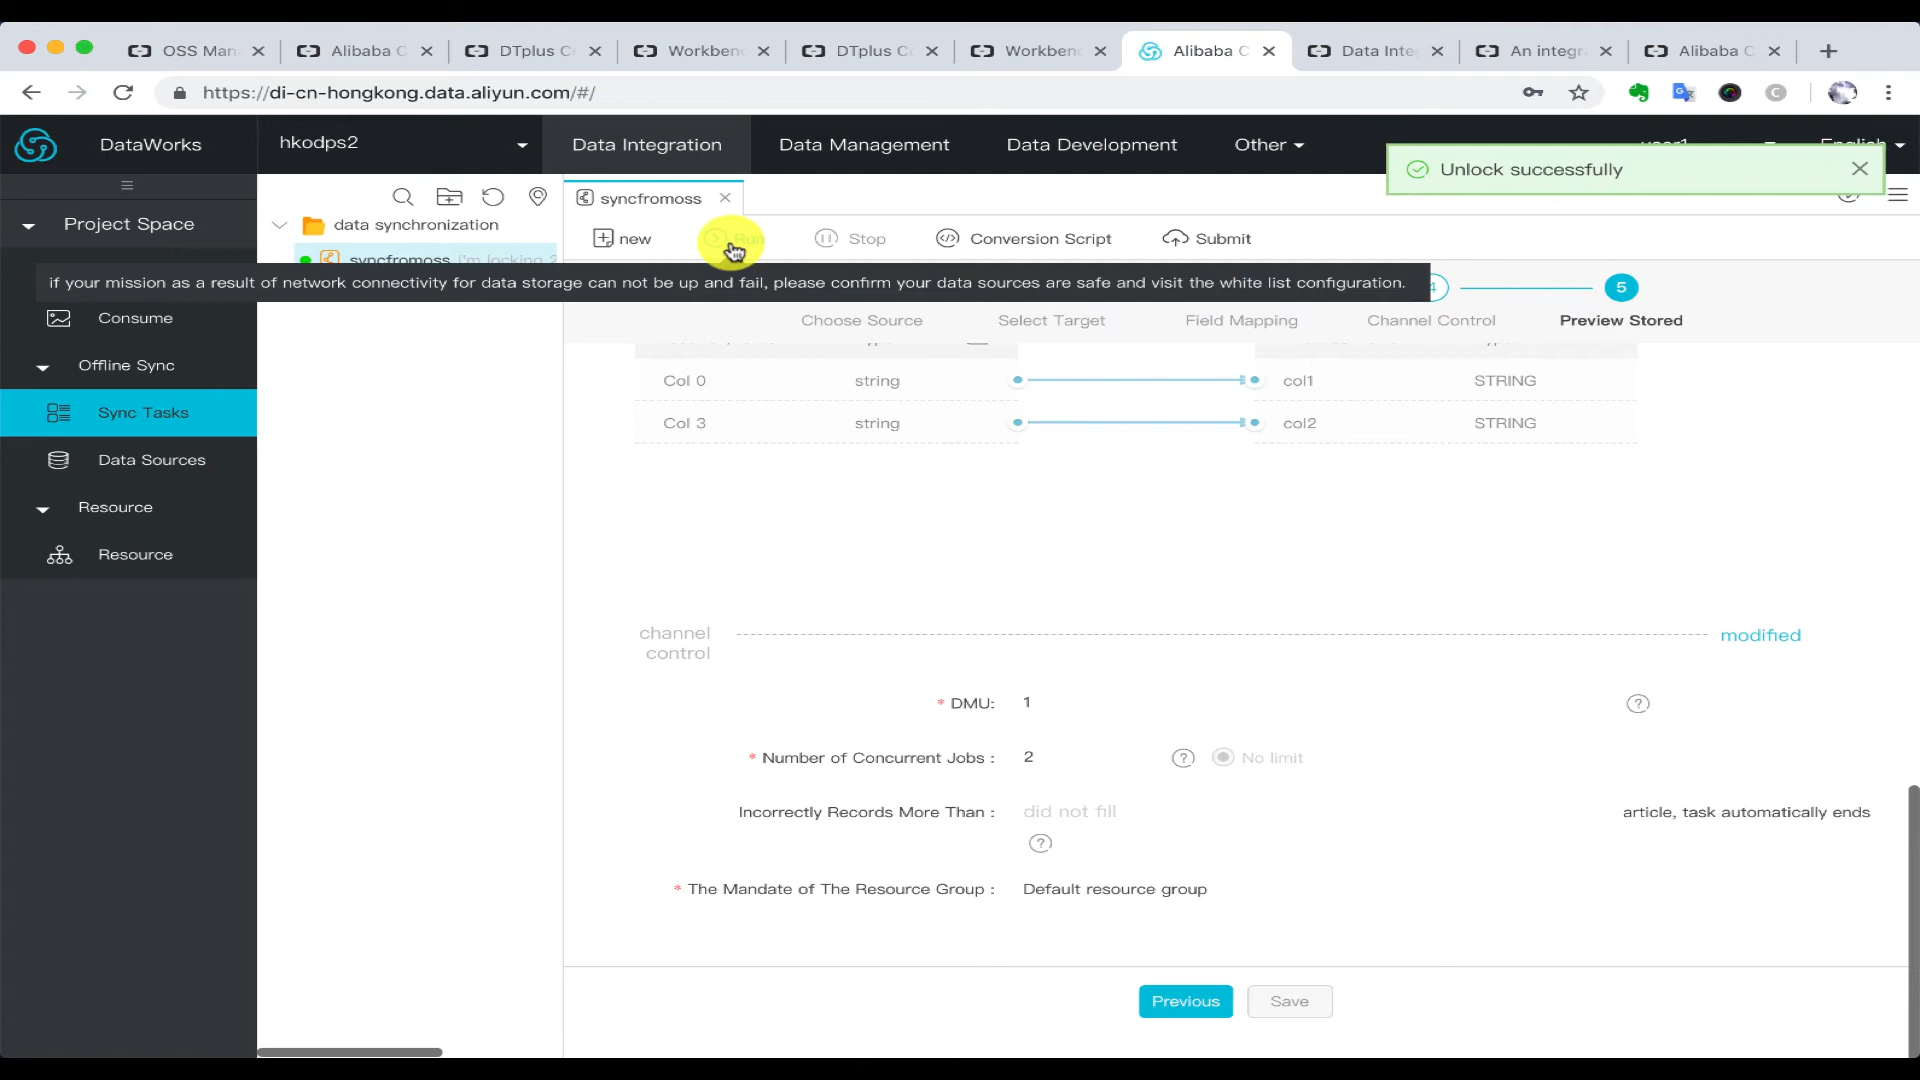 OSS Man
Alibaba C
DTplus C
Workben
DTplus C
Workben
Alibaba C
Data Inte
An integr
Alibaba C
https://di-cn-hongkong.data.aliyun.com/#/
DataWorks
hkodps2
Data Integration
Data Management
Data Development
Other
user1
English
Unlock successfully
syncfromoss
Project Space
data synchronization
new
Run
Stop
Conversion Script
Submit
syncfromoss i'm locking 2
if your mission as a result of network connectivity for data storage can not be up and fail, please confirm your data sources are safe and visit the white list configuration.
4
5
Consume
Choose Source
Select Target
Field Mapping
Channel Control
Preview Stored
Offline Sync
Col 0 string col1 STRING
Sync Tasks
Col 3 string col2 STRING
Data Sources
Resource
Resource
channel control
modified
* DMU: 1
* Number of Concurrent Jobs : 2
No limit
Incorrectly Records More Than : did not fill
article, task automatically ends
* The Mandate of The Resource Group : Default resource group
Previous
Save